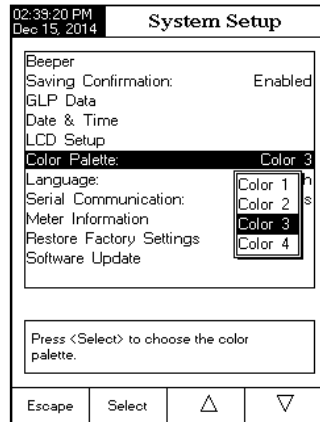 02:39:20 PM
Dec 15, 2014
System Setup
Beeper
Saving Confirmation: Enabled
GLP Data
Date & Time
LCD Setup
Color Palette: Color 3
Language: h
Serial Communication: s
Meter Information
Restore Factory Settings
Software Update
Color 1
Color 2
Color 3
Color 4
Press <Select> to choose the color
palette.
Escape Select